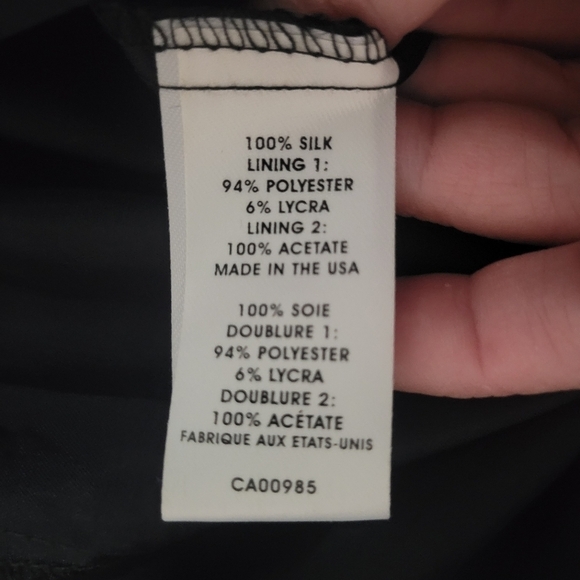 100% SILK
LINING 1:
94% POLYESTER
6% LYCRA
LINING 2:
100% ACETATE
MADE IN THE USA
100% SOIE
DOUBLURE 1:
94% POLYESTER
6% LYCRA
DOUBLURE 2:
100% ACÉTATE
FABRIQUE AUX ETATS-UNIS
CA00985